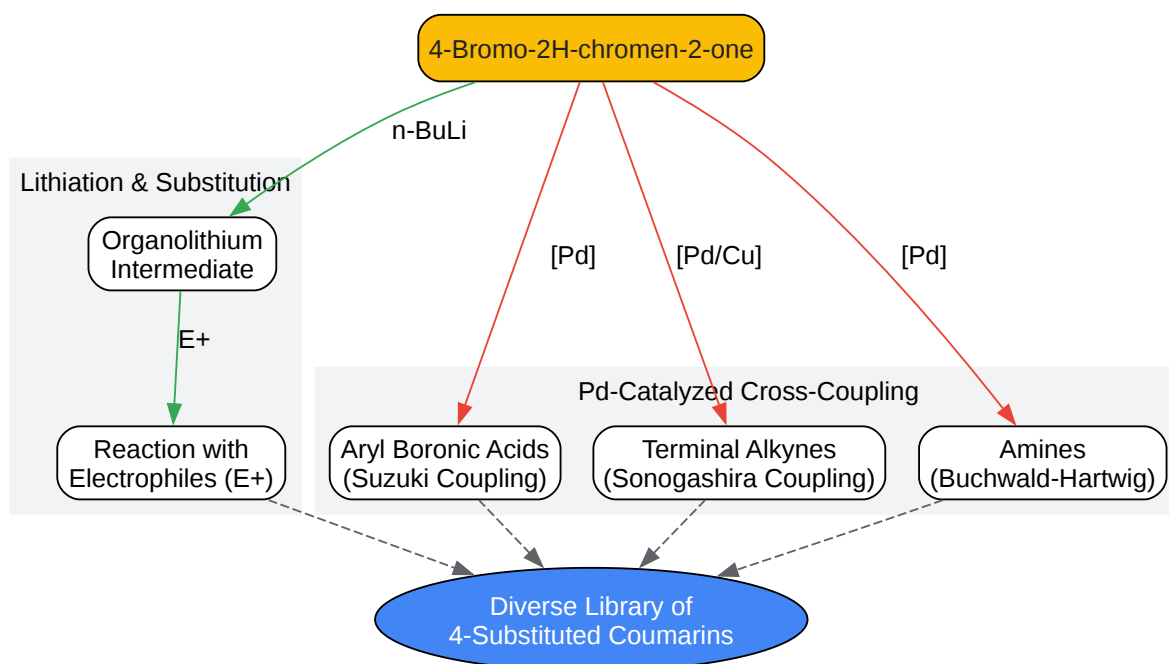 4-Bromo-2H-chromen-2-one
n-BuLi
Lithiation & Substitution
Organolithium
Intermediate
[Pd]
[Pd/Cu]
[Pd]
E+
Pd-Catalyzed Cross-Coupling
Reaction with
Electrophiles (E+)
Aryl Boronic Acids
(Suzuki Coupling)
Terminal Alkynes
(Sonogashira Coupling)
Amines
(Buchwald-Hartwig)
Diverse Library of
4-Substituted Coumarins